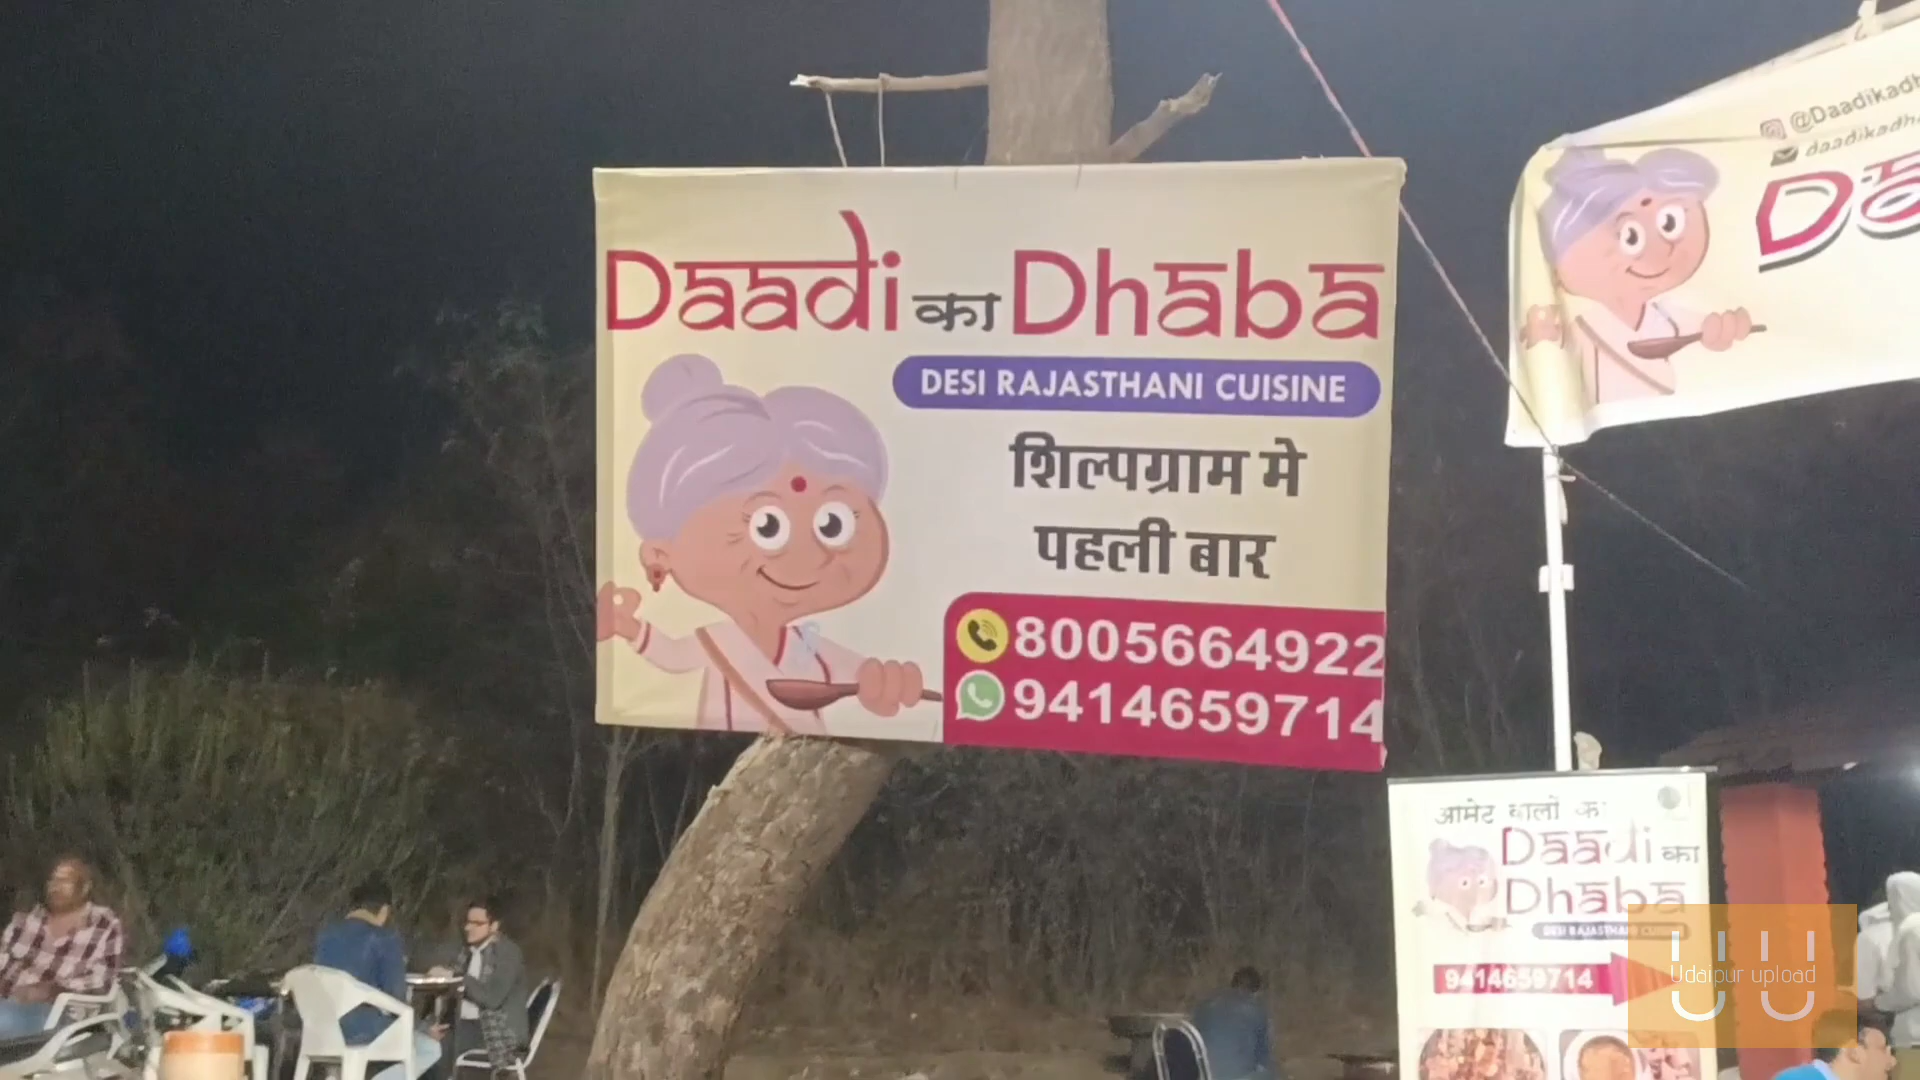 Daadi का Dhaba
DESI RAJASTHANI CUISINE
शिल्पग्राम मे
पहली बार
8005664922
9414659714
@Daadikadh
daadikadh
Da
आमेट वालों का
Daadi का
Dhaba
DESI RAJASTHANI CUISINE
9414659714
Udaipur upload